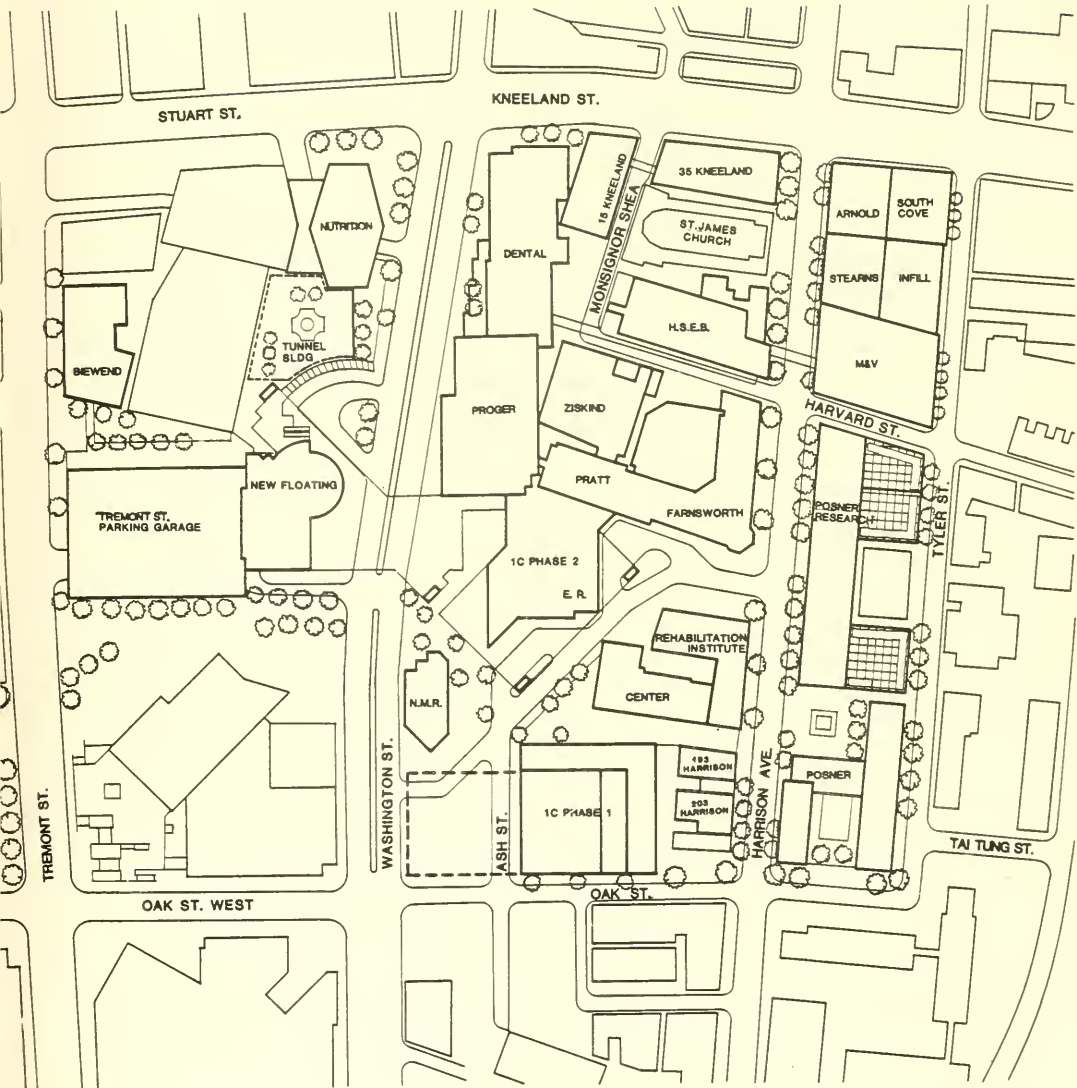 KNEELAND ST.
STUART ST.
15 KNEELAND
MONSIGNOR SHEA
35 KNEELAND
NUTRITION
ARNOLD
SOUTH
COVE
ST. JAMES
CHURCH
DENTAL
STEARNS
INFILL
H.S.E.B.
TUNNEL
BLDG
BIEWEND
M&V
PROGER
ZISKIND
HARVARD ST.
PRATT
NEW FLOATING
TREMONT ST.
PARKING GARAGE
FARNSWORTH
POSNER
RESEARCH
TYLER ST.
1C PHASE 2
E. R.
REHABILITATION
INSTITUTE
CENTER
N.M.R.
WASHINGTON ST.
193
HARRISON
203
HARRISON
HARRISON AVE.
POSNER
1C PHASE 1
ASH ST.
TREMONT ST.
TAI TUNG ST.
OAK ST.
OAK ST. WEST